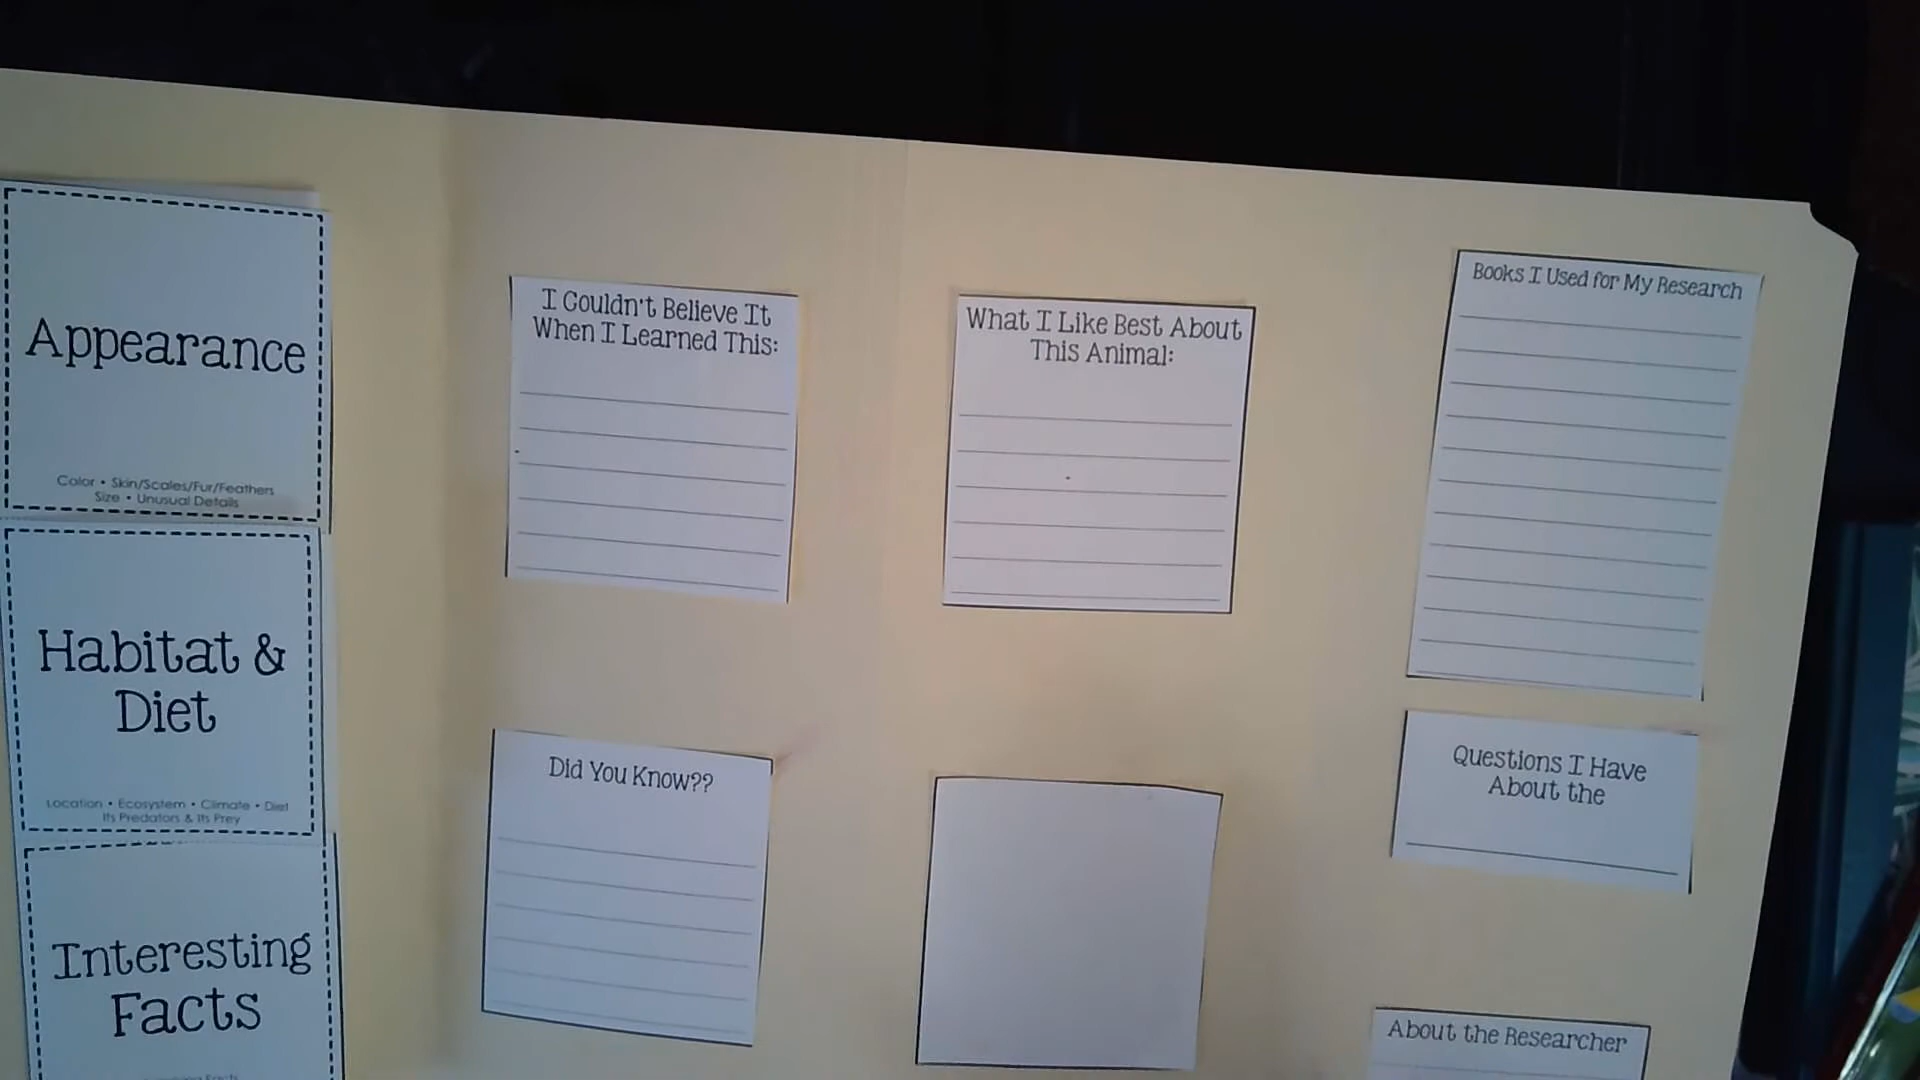 Appearance
Color • Skin/Scales/Fur/Feathers
Size • Unusual Details
Habitat &
Diet
Location • Ecosystem • Climate • Diet
Its Predators & Its Prey
Interesting
Facts
I Couldn't Believe It
When I Learned This:
Did You Know??
What I Like Best About
This Animal:
Books I Used for My Research
Questions I Have
About the
About the Researcher